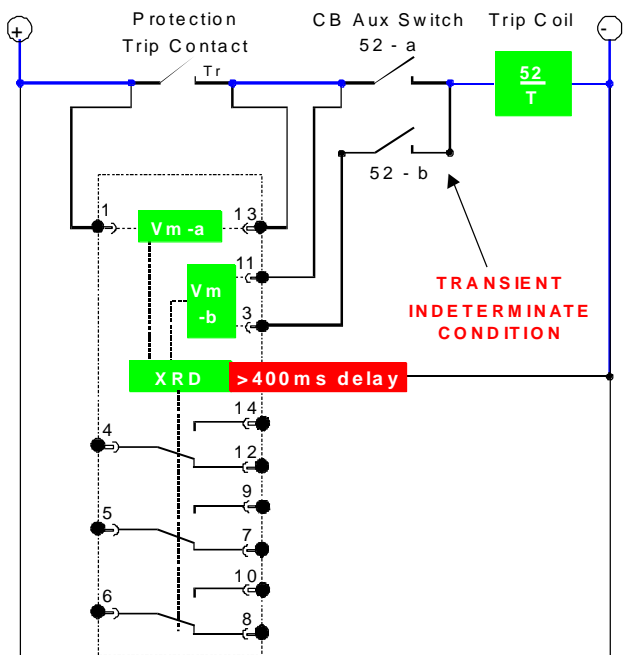 Protection
Trip Contact
CB Aux Switch
52 - a
Trip Coil
+
-
Tr
52
T
52 - b
1
Vm-a
13
11
Vm
-b
3
TRANSIENT
INDETERMINATE
CONDITION
XRD
>400ms delay
14
4
12
9
5
7
10
6
8